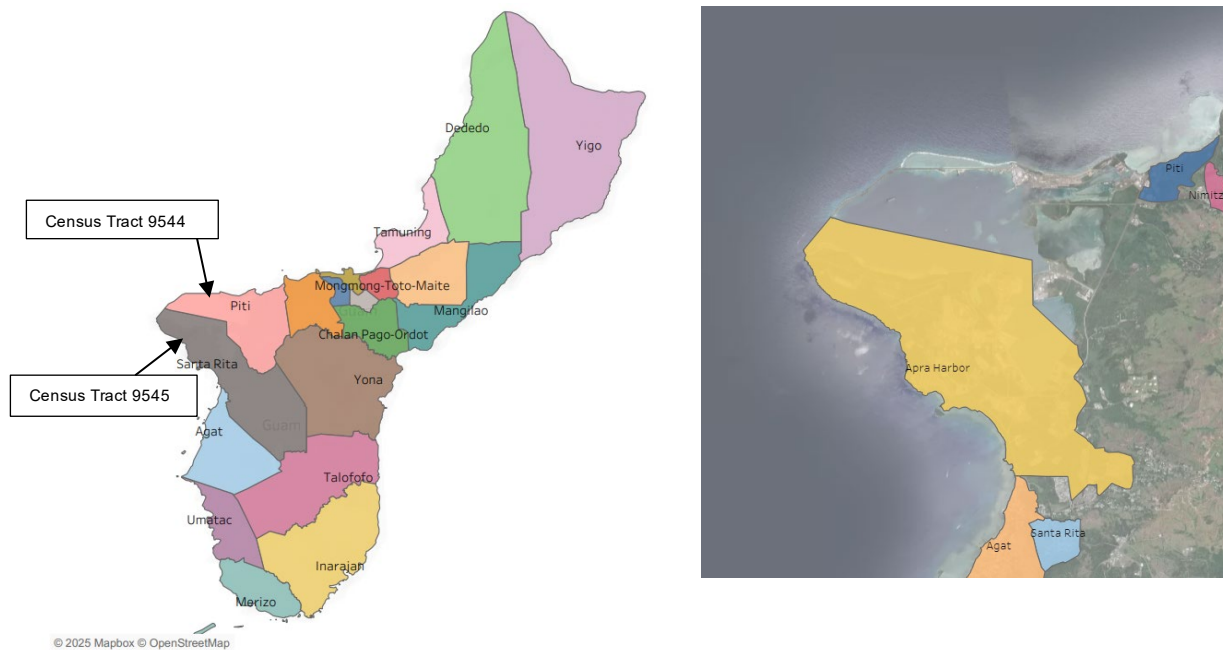 Dededo
Yigo
Census Tract 9544
Tamuning
Mongmong-Toto-Maite
Piti
Guam
Mangilao
Chalan Pago-Ordot
Santa Rita
Yona
Census Tract 9545
Guam
Agat
Talofofo
Umatac
Inarajan
Merizo
© 2025 Mapbox © OpenStreetMap
Piti
Nimitz
Apra Harbor
Agat
Santa Rita